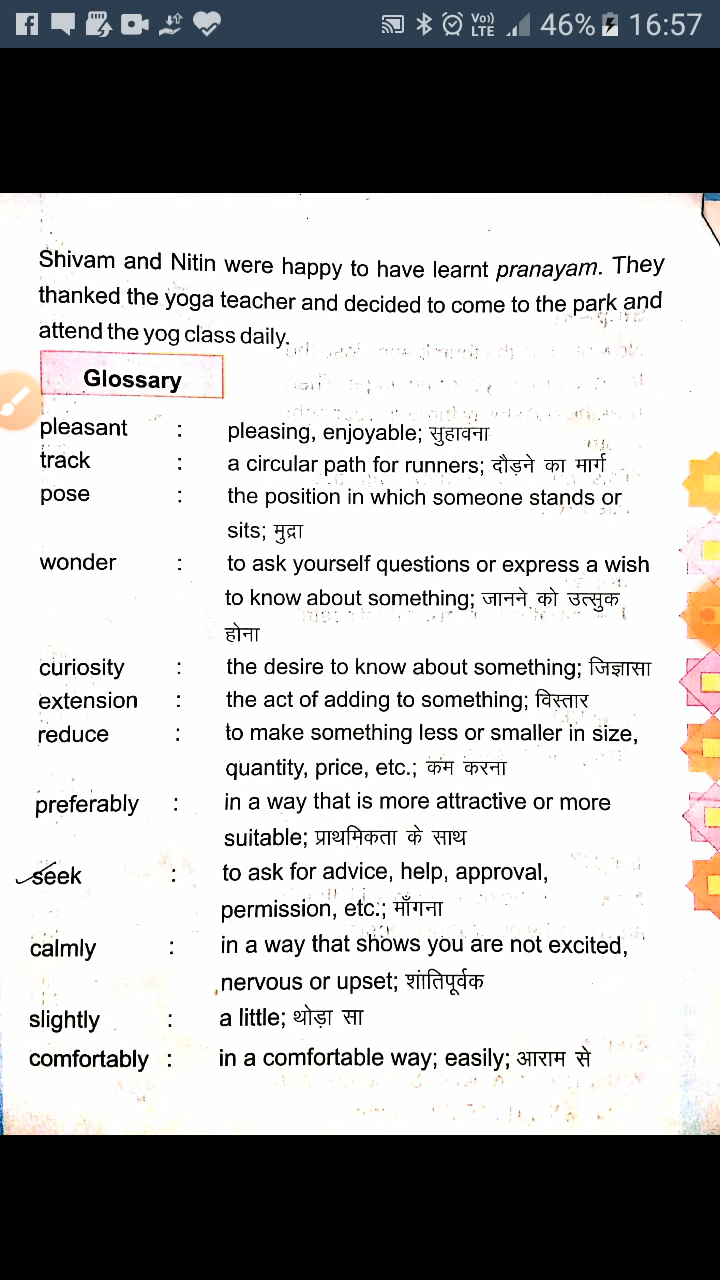 Vo)) 46% 16:57
LTE
Shivam and Nitin were happy to have learnt pranayam. They
thanked the yoga teacher and decided to come to the park and
attend the yog class daily.
Glossary
pleasant : pleasing, enjoyable; सुहावना
track : a circular path for runners; दौड़ने का मार्ग
pose : the position in which someone stands or
sits; मुद्रा
wonder : to ask yourself questions or express a wish
to know about something; जानने को उत्सुक
होना
curiosity : the desire to know about something; जिज्ञासा
extension : the act of adding to something; विस्तार
reduce : to make something less or smaller in size,
quantity, price, etc.; कम करना
preferably : in a way that is more attractive or more
suitable; प्राथमिकता के साथ
seek : to ask for advice, help, approval,
permission, etc.; माँगना
calmly : in a way that shows you are not excited,
nervous or upset; शांतिपूर्वक
slightly : a little; थोड़ा सा
comfortably : in a comfortable way; easily; आराम से